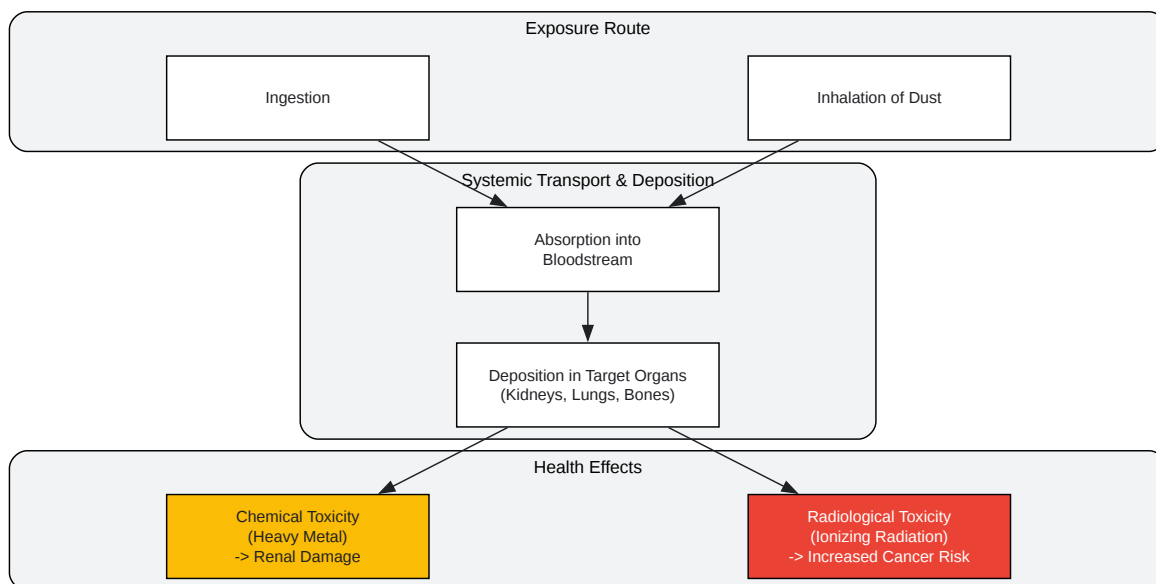 Exposure Route
Ingestion
Inhalation of Dust
Systemic Transport & Deposition
Absorption into
Bloodstream
Deposition in Target Organs
(Kidneys, Lungs, Bones)
Health Effects
Chemical Toxicity
(Heavy Metal)
-> Renal Damage
Radiological Toxicity
(Ionizing Radiation)
-> Increased Cancer Risk